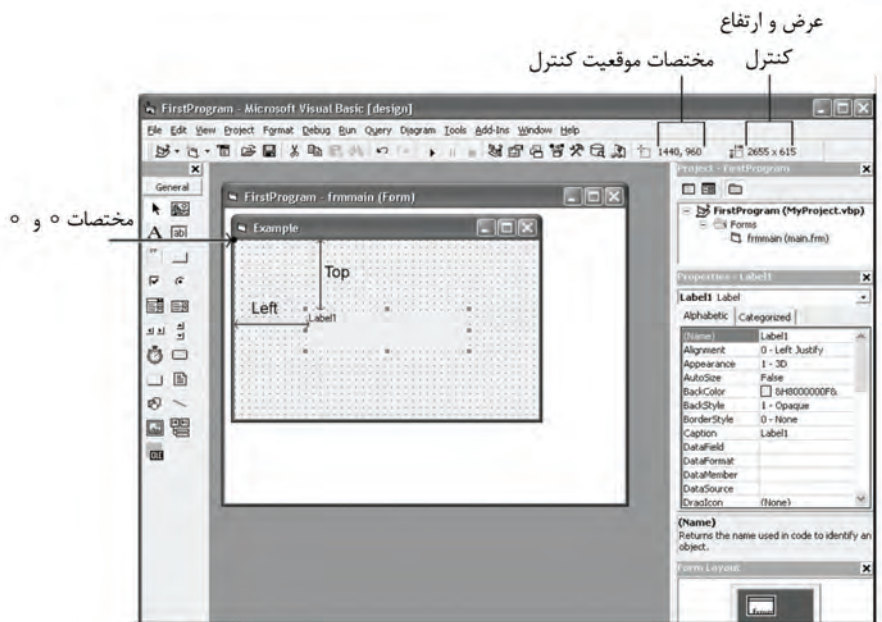 عرض و ارتفاع
کنترل
مختصات موقعیت کنترل
FirstProgram - Microsoft Visual Basic [design]
File Edit View Project Format Debug Run Query Diagram Tools Add-Ins Window Help
1440, 960
2655 x 615
General
Project - FirstProgram
FirstProgram (MyProject.vbp)
Forms
frmmain (main.frm)
FirstProgram - frmmain (Form)
Example
مختصات ۰ و ۰
Top
Left
Label1
Properties - Label1
Label1 Label
Alphabetic Categorized
(Name) Label1
Alignment 0 - Left Justify
Appearance 1 - 3D
AutoSize False
BackColor &H8000000F&
BackStyle 1 - Opaque
BorderStyle 0 - None
Caption Label1
DataField
DataFormat
DataMember
DataSource
DragIcon (None)
(Name)
Returns the name used in code to identify an
object.
Form Layout